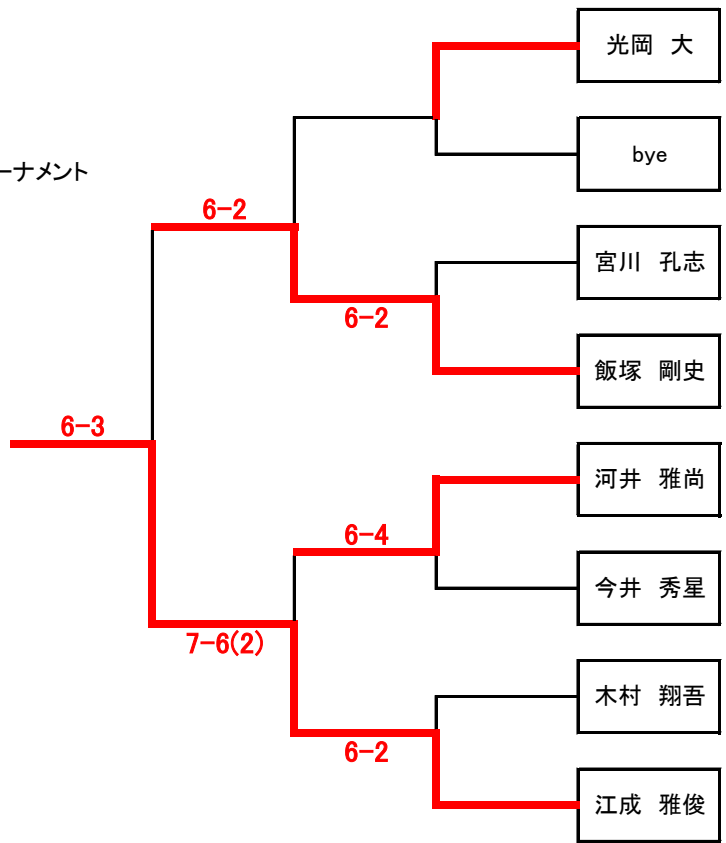 光岡　大
bye
ーナメント
6-2
宮川　孔志
6-2
飯塚　剛史
6-3
河井　雅尚
6-4
今井　秀星
7-6(2)
木村　翔吾
6-2
江成　雅俊